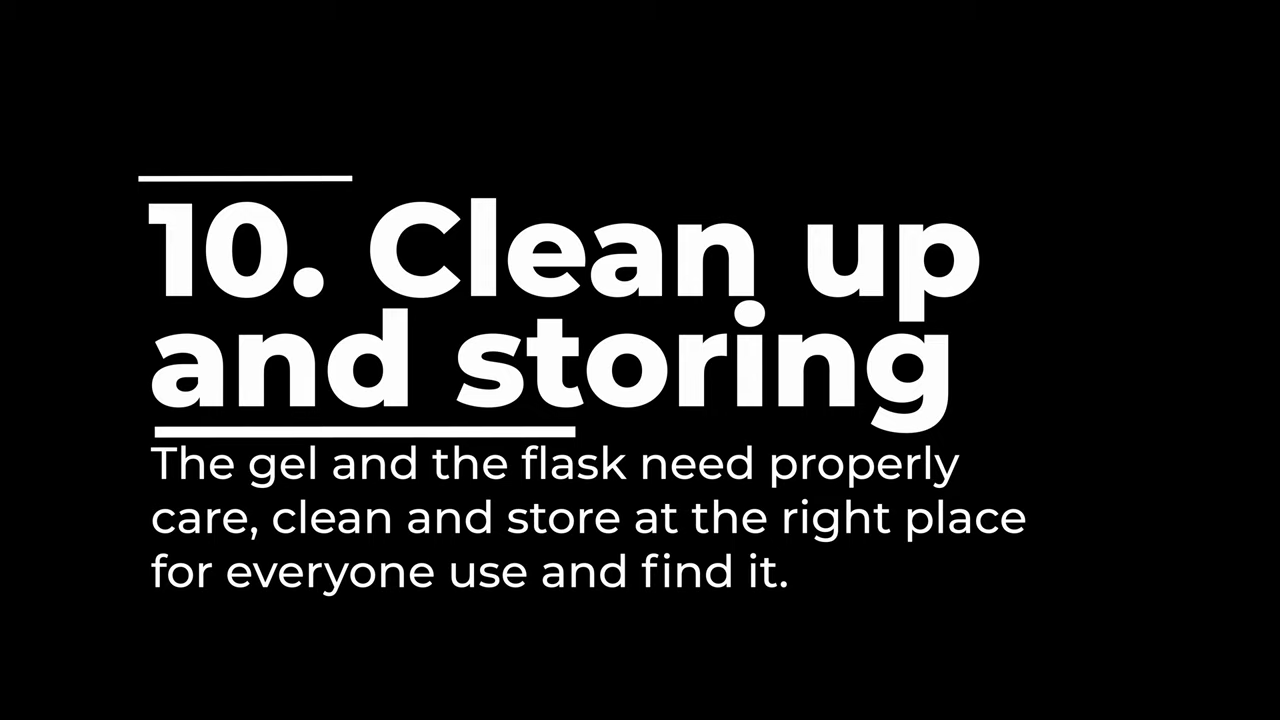 10. Clean up
and storing
The gel and the flask need properly
care, clean and store at the right place
for everyone use and find it.